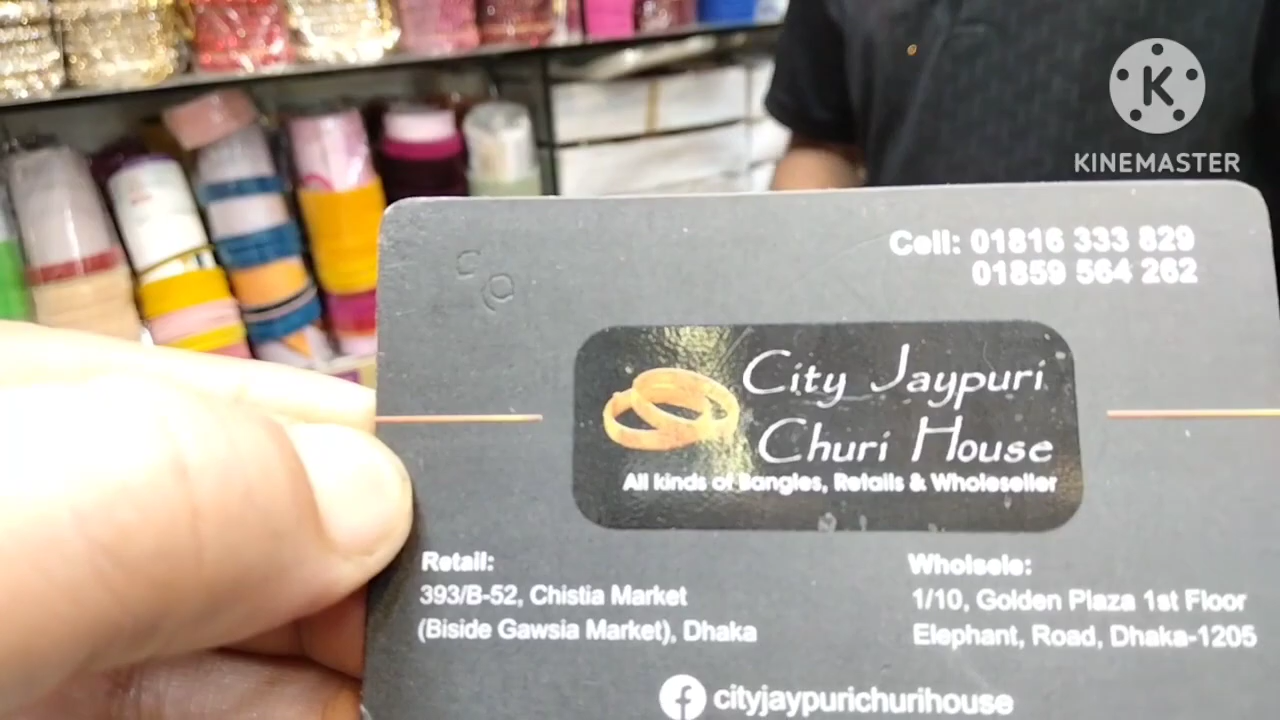 K
KINEMASTER
Cell: 01816 333 829
01859 564 262
City Jaypuri
Churi House
All kinds of Bangles, Retails & Wholeseller
Retail:
393/B-52, Chistia Market
(Biside Gawsia Market), Dhaka
Wholsele:
1/10, Golden Plaza 1st Floor
Elephant, Road, Dhaka-1205
cityjaypurichurihouse